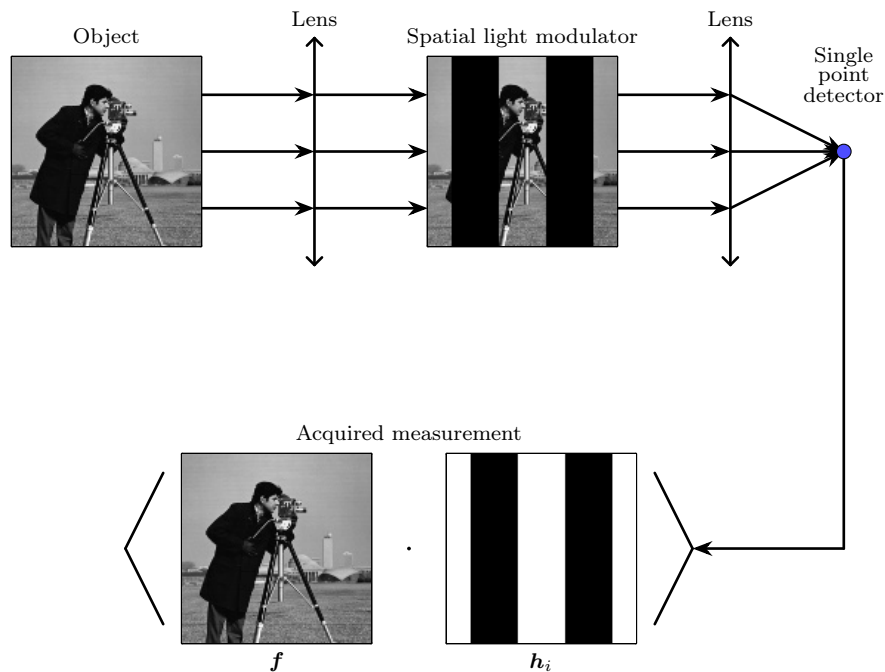 Object
Lens
Spatial light modulator
Lens
Single
point
detector
Acquired measurement
f
h_i